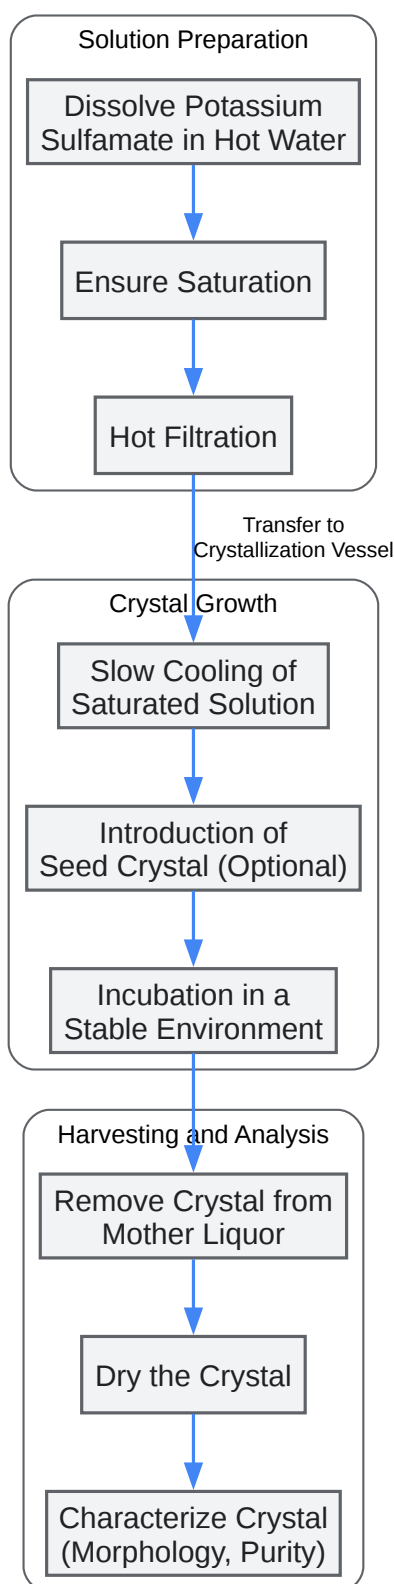 Solution Preparation
Dissolve Potassium
Sulfamate in Hot Water
Ensure Saturation
Hot Filtration
Transfer to
Crystallization Vessel
Crystal Growth
Slow Cooling of
Saturated Solution
Introduction of
Seed Crystal (Optional)
Incubation in a
Stable Environment
Harvesting and Analysis
Remove Crystal from
Mother Liquor
Dry the Crystal
Characterize Crystal
(Morphology, Purity)